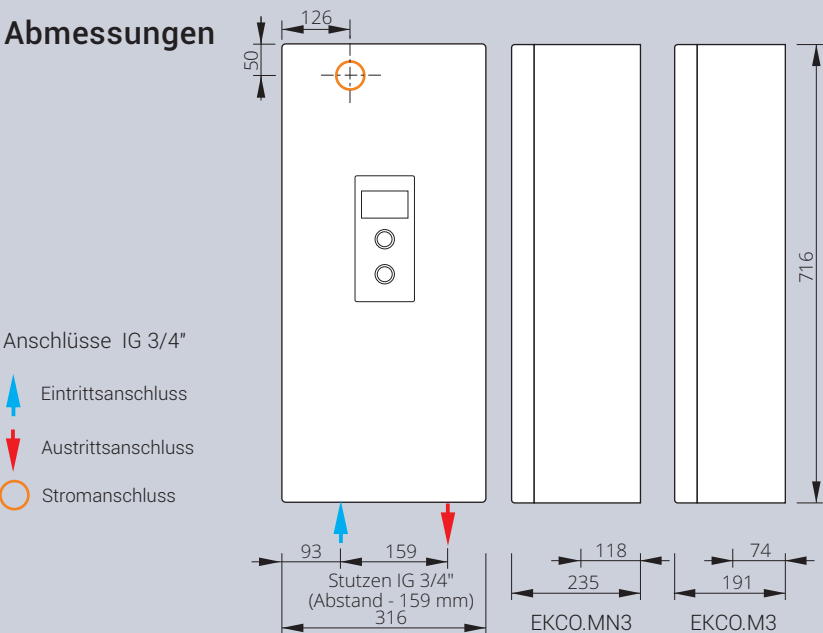 Abmessungen
126
50
716
Anschlüsse IG 3/4"
Eintrittsanschluss
Austrittsanschluss
Stromanschluss
93
159
118
74
Stutzen IG 3/4"
(Abstand - 159 mm)
235
191
316
EKCO.MN3
EKCO.M3